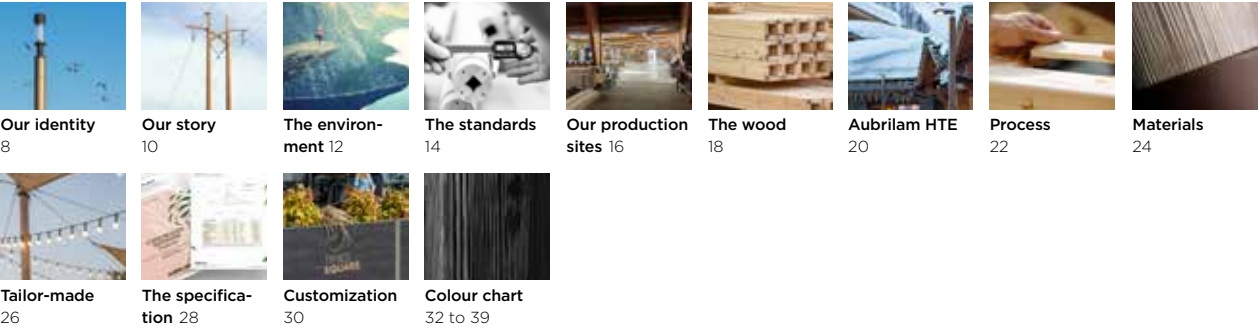 Our identity
8
Our story
10
The environ-
ment 12
The standards
14
Our production
sites 16
The wood
18
Aubrilam HTE
20
Process
22
Materials
24
SQUARE
Tailor-made
26
The specifica-
tion 28
Customization
30
Colour chart
32 to 39